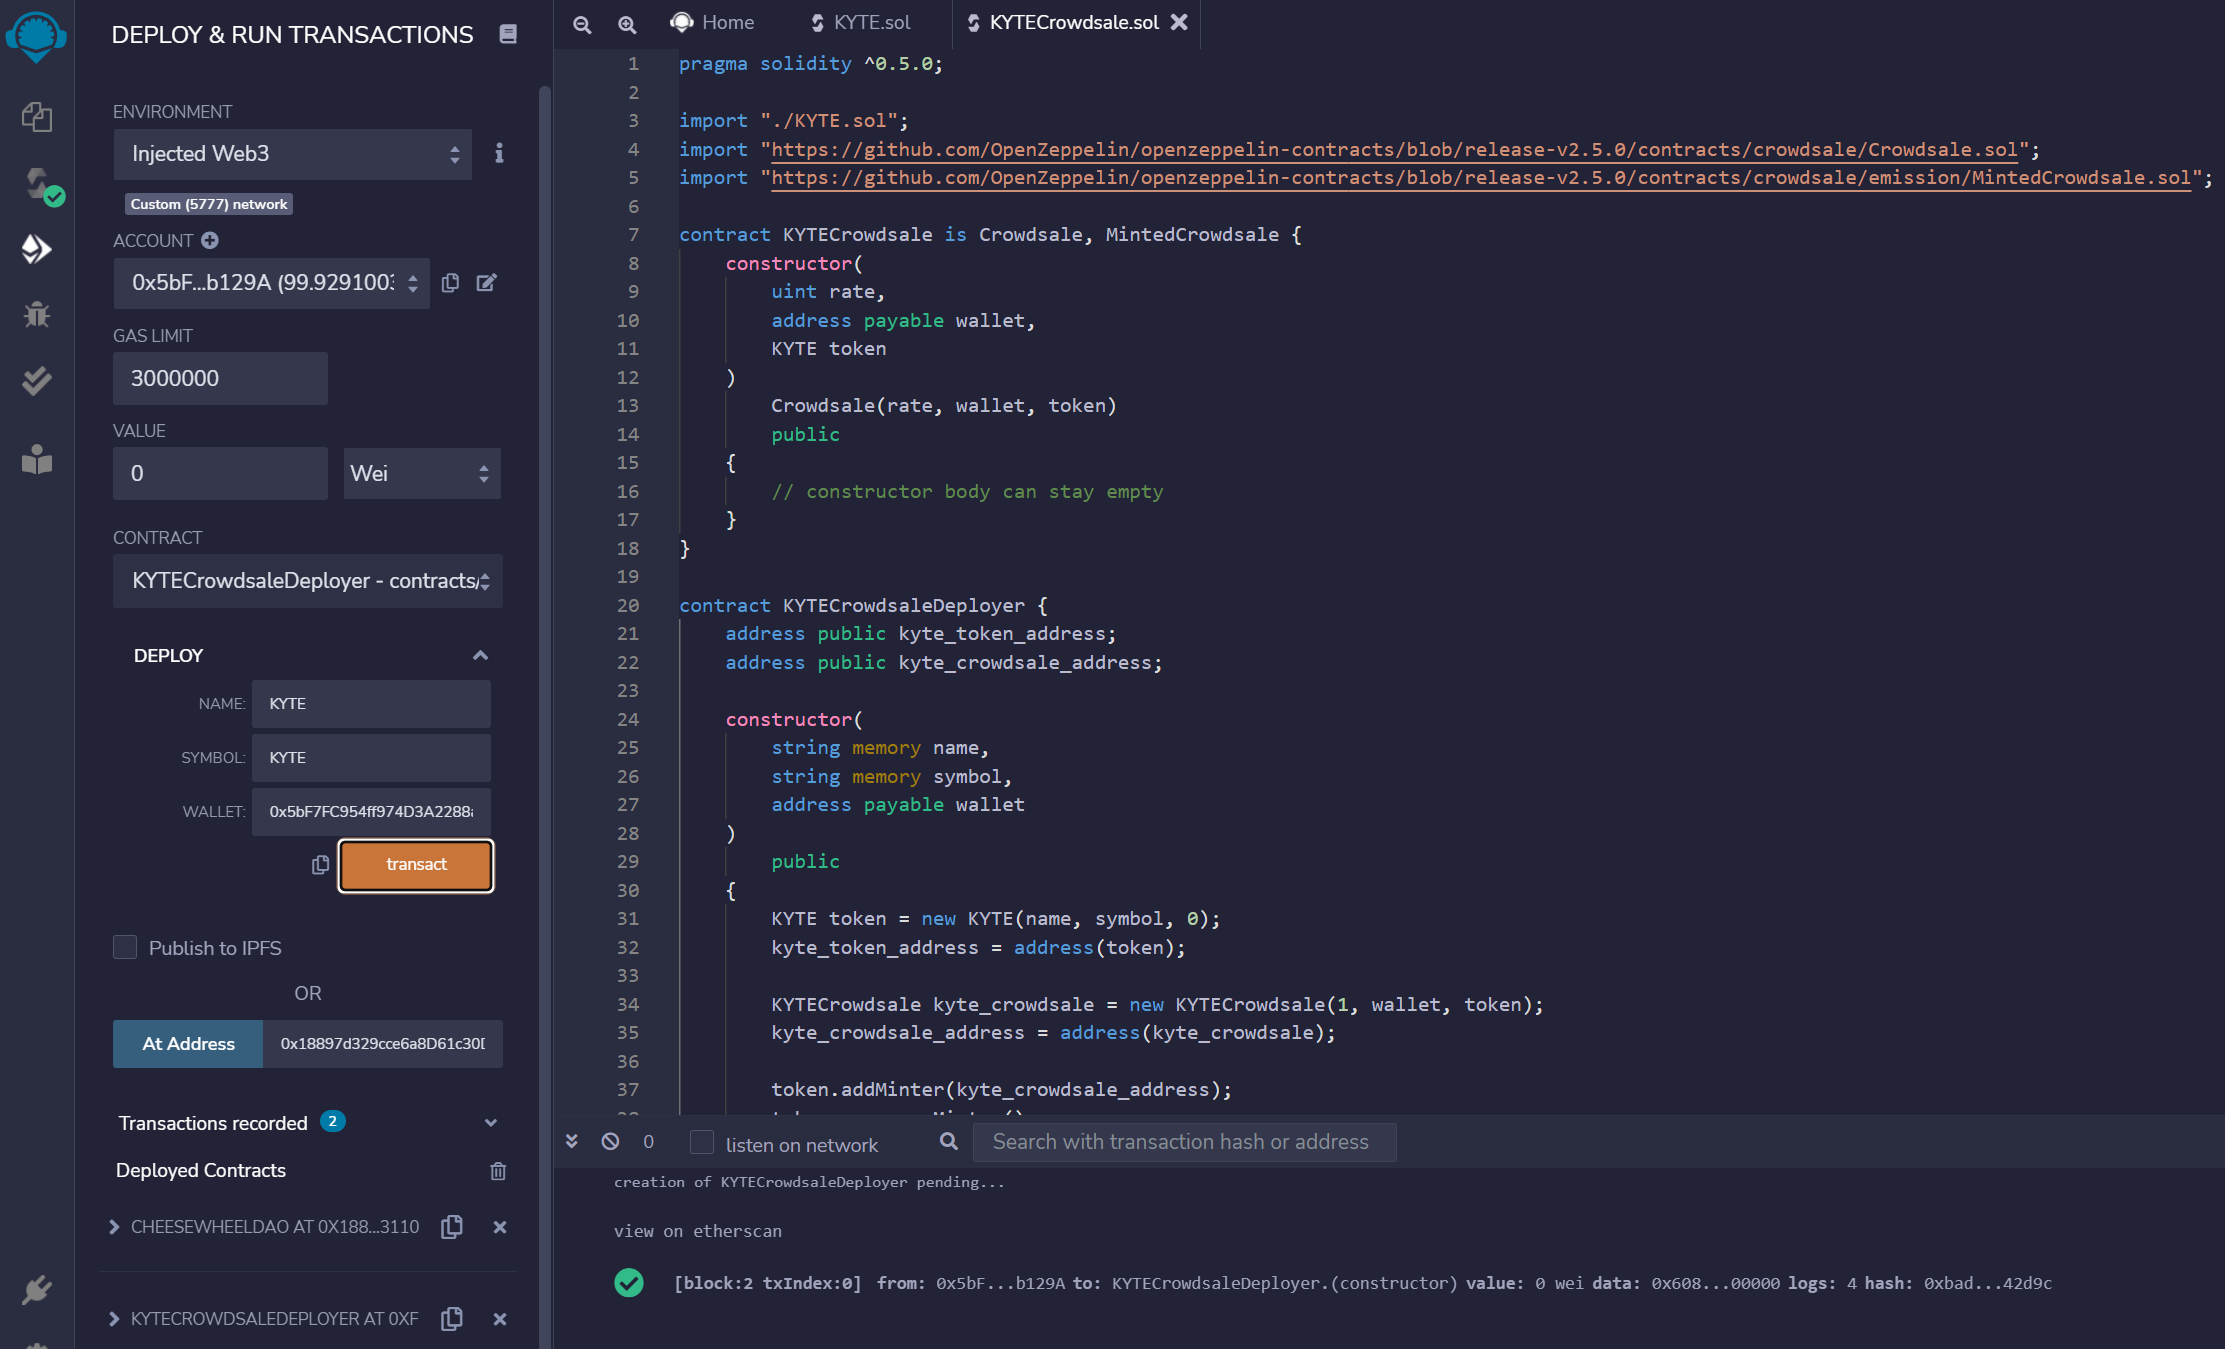 DEPLOY & RUN TRANSACTIONS
ENVIRONMENT
Injected Web3
Custom (5777) network
ACCOUNT
0x5bF...b129A (99.9291003
GAS LIMIT
3000000
VALUE
0
Wei
CONTRACT
KYTECrowdsaleDeployer - contracts/
DEPLOY
NAME: KYTE
SYMBOL: KYTE
WALLET: 0x5bF7FC954ff974D3A2288a
transact
Publish to IPFS
OR
At Address 0x18897d329cce6a8D61c30D
Transactions recorded 2
Deployed Contracts
CHEESEWHEELDAO AT 0X188...3110
KYTECROWDSALEDEPLOYER AT 0XF
Home KYTE.sol KYTECrowdsale.sol
1 pragma solidity ^0.5.0;
2
3 import "./KYTE.sol";
4 import "https://github.com/OpenZeppelin/openzeppelin-contracts/blob/release-v2.5.0/contracts/crowdsale/Crowdsale.sol";
5 import "https://github.com/OpenZeppelin/openzeppelin-contracts/blob/release-v2.5.0/contracts/crowdsale/emission/MintedCrowdsale.sol";
6
7 contract KYTECrowdsale is Crowdsale, MintedCrowdsale {
8 constructor(
9 uint rate,
10 address payable wallet,
11 KYTE token
12 )
13 Crowdsale(rate, wallet, token)
14 public
15 {
16 // constructor body can stay empty
17 }
18 }
19
20 contract KYTECrowdsaleDeployer {
21 address public kyte_token_address;
22 address public kyte_crowdsale_address;
23
24 constructor(
25 string memory name,
26 string memory symbol,
27 address payable wallet
28 )
29 public
30 {
31 KYTE token = new KYTE(name, symbol, 0);
32 kyte_token_address = address(token);
33
34 KYTECrowdsale kyte_crowdsale = new KYTECrowdsale(1, wallet, token);
35 kyte_crowdsale_address = address(kyte_crowdsale);
36
37 token.addMinter(kyte_crowdsale_address);
0 listen on network Search with transaction hash or address
creation of KYTECrowdsaleDeployer pending...
view on etherscan
[block:2 txIndex:0] from: 0x5bF...b129A to: KYTECrowdsaleDeployer.(constructor) value: 0 wei data: 0x608...00000 logs: 4 hash: 0xbad...42d9c